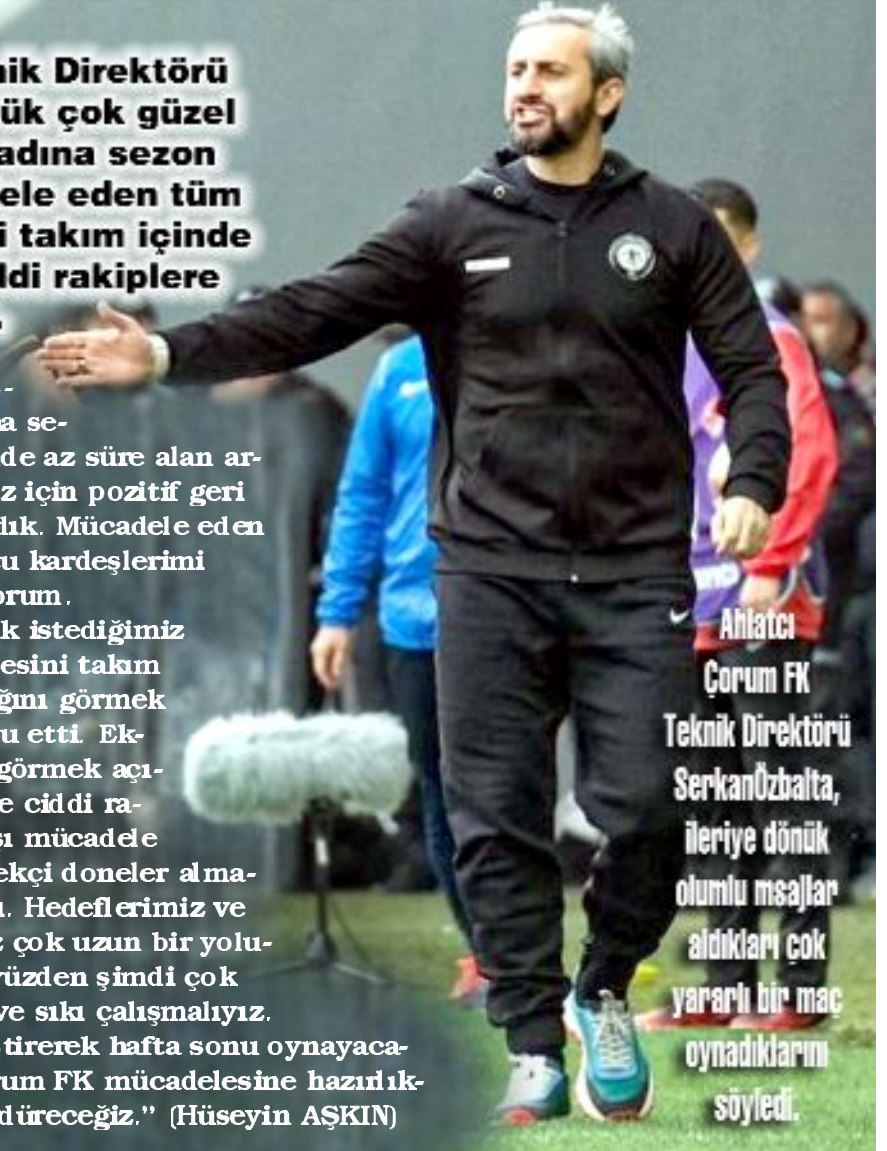 nik Direktörü
ük çok güzel
adına sezon
ele eden tüm
i takım içinde
ldi rakiplere
.
-
a se-
de az süre alan ar-
z için pozitif geri
dık. Mücadele eden
cu kardeşlerimi
orum.
k istediğimiz
esini takım
ğını görmek
u etti. Ek-
görmek açı-
e ciddi ra-
sı mücadele
ekçi doneler alma-
ı. Hedeflerimiz ve
z çok uzun bir yolu-
yüzden şimdi çok
ve sıkı çalışmalıyız.
tirerek hafta sonu oynayaca-
rum FK mücadelesine hazırlık-
düreceğiz." (Hüseyin AŞKIN)
Ahlatcı
Çorum FK
Teknik Direktörü
SerkanÖzbalta,
ileriye dönük
olumlu msajlar
aldıkları çok
yararlı bir maç
oynadıklarını
söyledi.